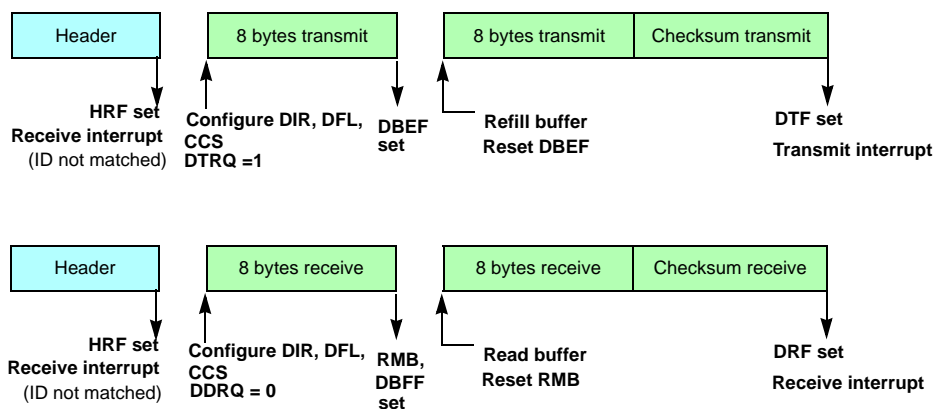 Header
8 bytes transmit
8 bytes transmit
Checksum transmit
HRF set
Receive interrupt
(ID not matched)
Configure DIR, DFL,
CCS
DTRQ =1
DBEF
set
Refill buffer
Reset DBEF
DTF set
Transmit interrupt
Header
8 bytes receive
8 bytes receive
Checksum receive
HRF set
Receive interrupt
(ID not matched)
Configure DIR, DFL,
CCS
DDRQ = 0
RMB,
DBFF
set
Read buffer
Reset RMB
DRF set
Receive interrupt